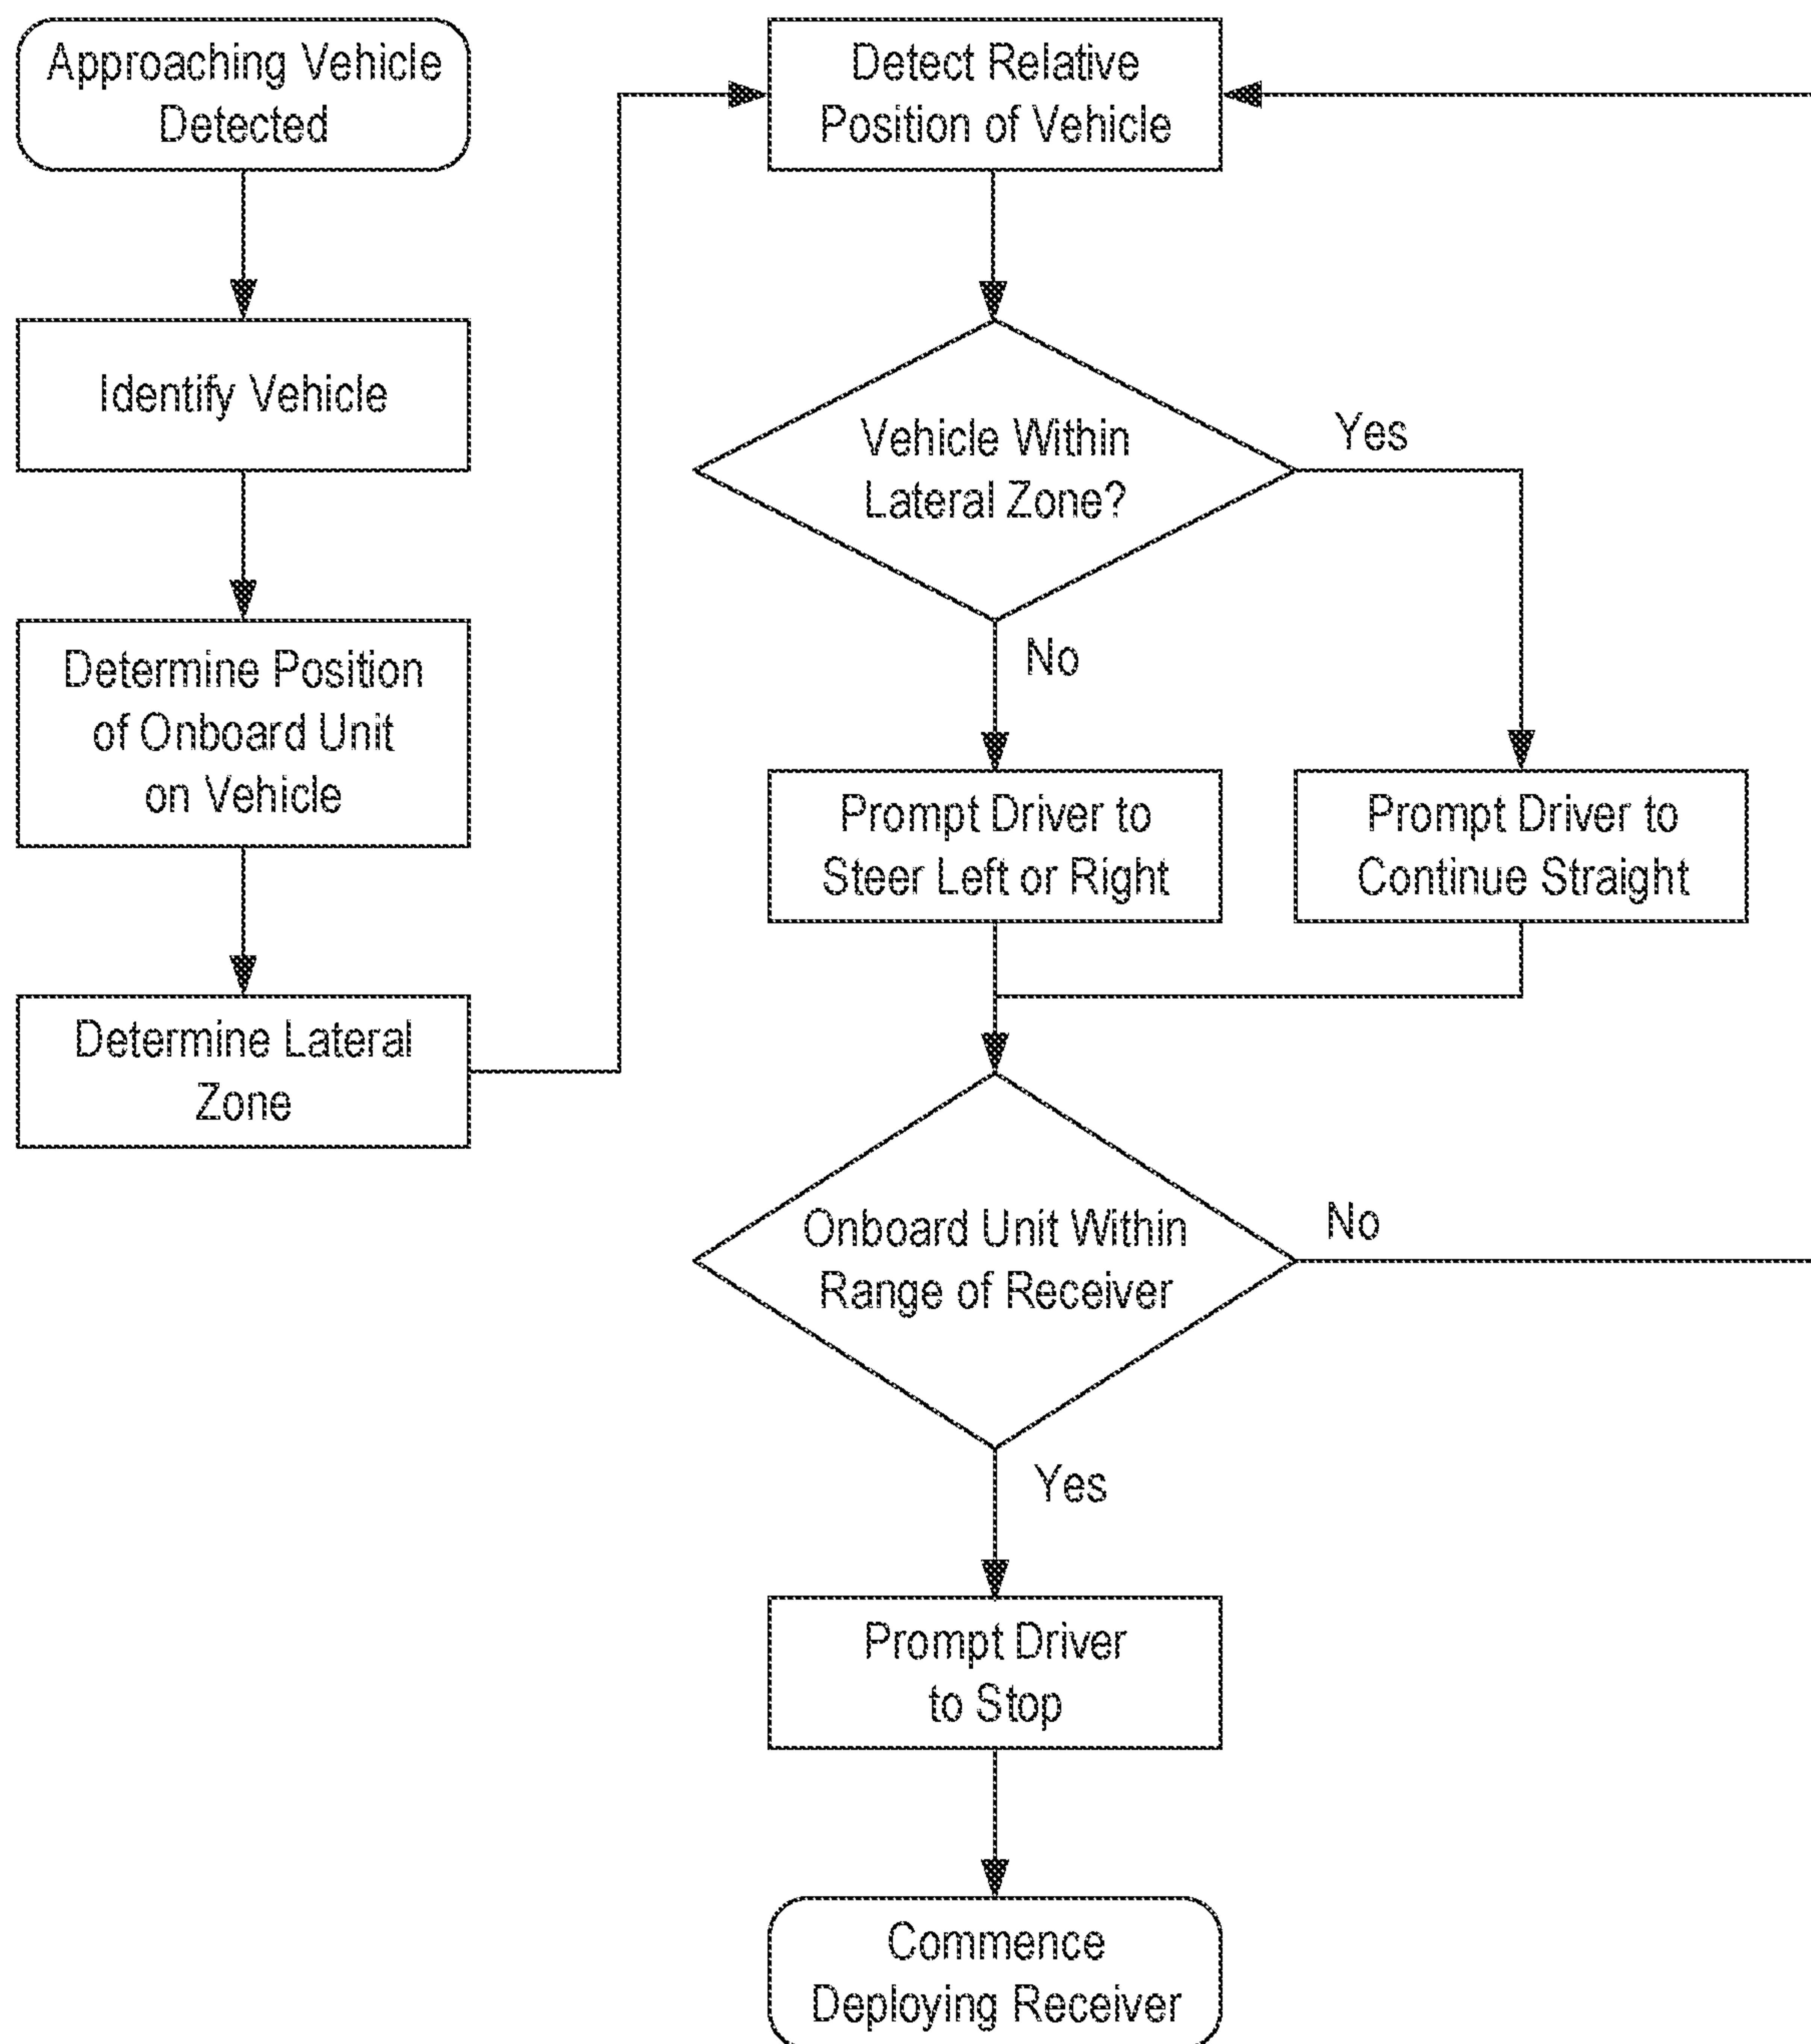 Approaching Vehicle
Detected
Identify Vehicle
Determine Position
of Onboard Unit
on Vehicle
Determine Lateral
Zone
Detect Relative
Position of Vehicle
Vehicle Within
Lateral Zone?
Yes
No
Prompt Driver to
Steer Left or Right
Prompt Driver to
Continue Straight
Onboard Unit Within
Range of Receiver
No
Yes
Prompt Driver
to Stop
Commence
Deploying Receiver